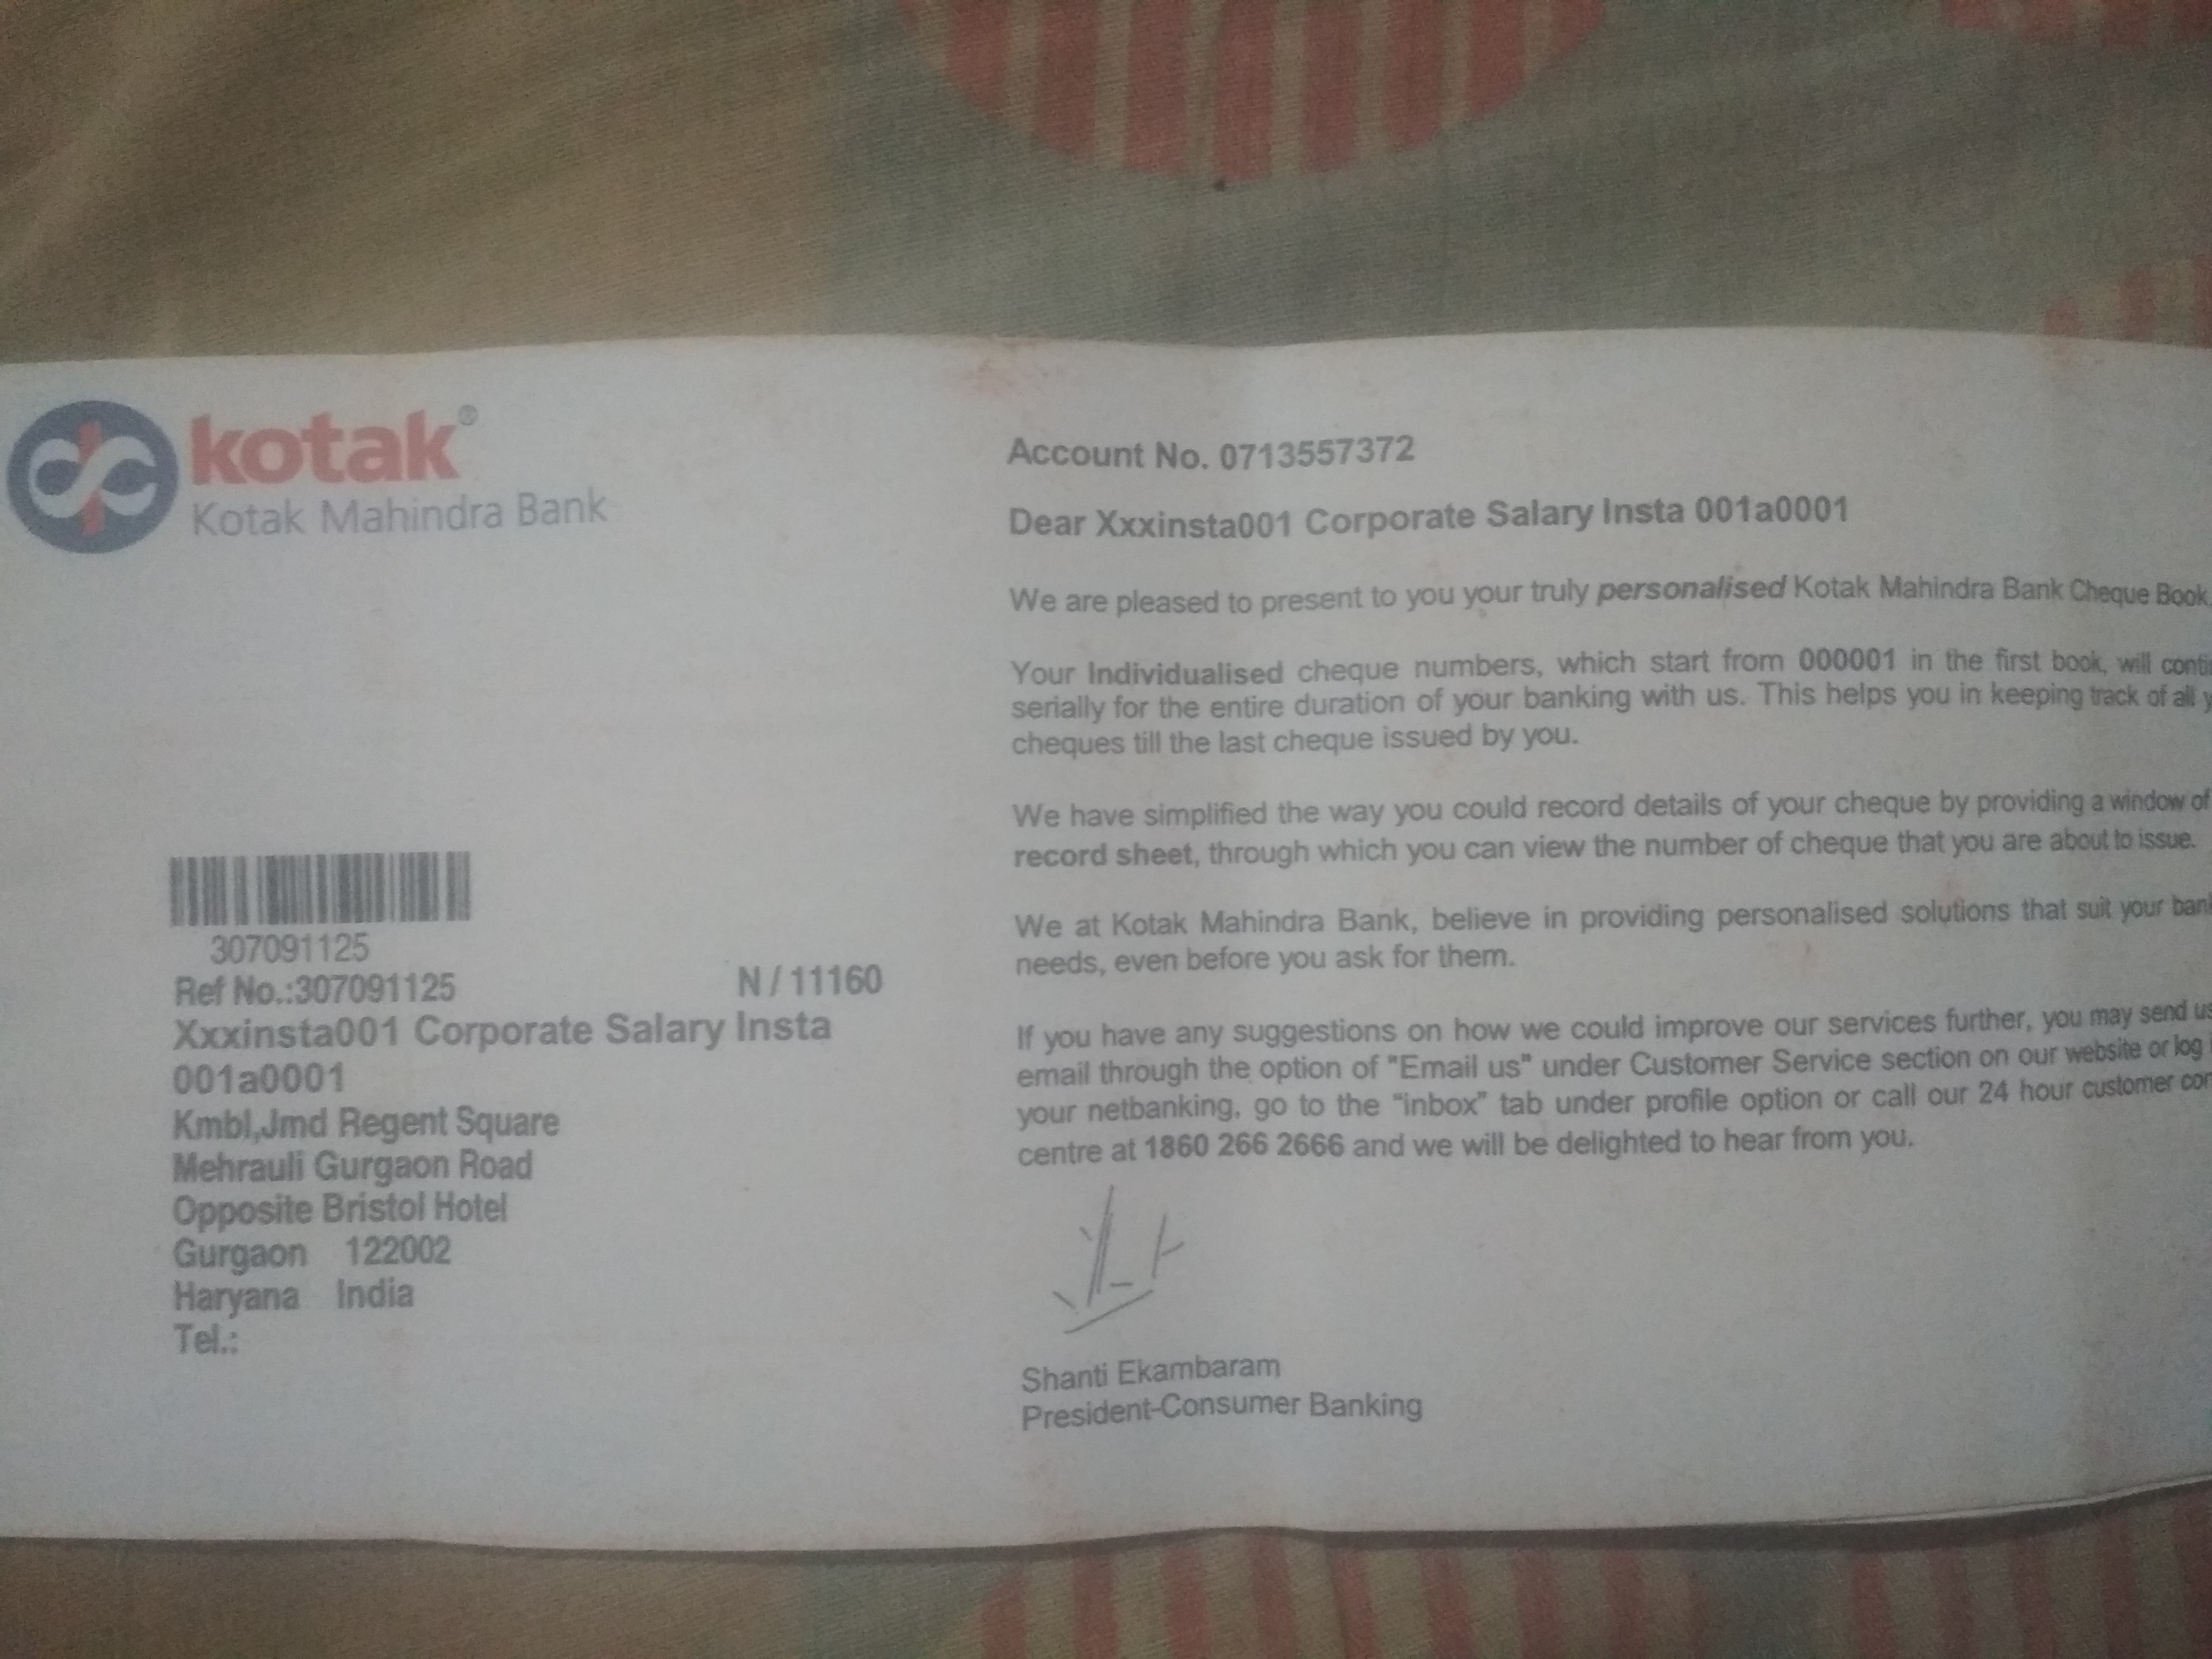 kotak®
Kotak Mahindra Bank
307091125
Ref No.:307091125 N / 11160
Xxxinsta001 Corporate Salary Insta
001a0001
Kmbl,Jmd Regent Square
Mehrauli Gurgaon Road
Opposite Bristol Hotel
Gurgaon 122002
Haryana India
Tel.:
Account No. 0713557372
Dear Xxxinsta001 Corporate Salary Insta 001a0001
We are pleased to present to you your truly personalised Kotak Mahindra Bank Cheque Book.
Your Individualised cheque numbers, which start from 000001 in the first book, will
serially for the entire duration of your banking with us. This helps you in keeping track of all
cheques till the last cheque issued by you.
We have simplified the way you could record details of your cheque by providing a window of
record sheet, through which you can view the number of cheque that you are about to issue.
We at Kotak Mahindra Bank, believe in providing personalised solutions that suit your
needs, even before you ask for them.
If you have any suggestions on how we could improve our services further, you may send us
email through the option of "Email us" under Customer Service section on our website or log
your netbanking, go to the “inbox” tab under profile option or call our 24 hour customer
centre at 1860 266 2666 and we will be delighted to hear from you.
Shanti Ekambaram
President-Consumer Banking